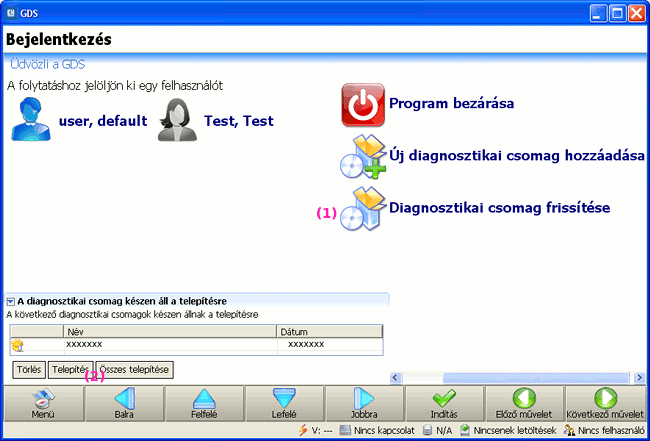 GDS
Bejelentkezés
Üdvözli a GDS
A folytatáshoz jelöljön ki egy felhasználót
user, default
Test, Test
Program bezárása
Új diagnosztikai csomag hozzáadása
(1)
Diagnosztikai csomag frissítése
A diagnosztikai csomag készen áll a telepítésre
A következő diagnosztikai csomagok készen állnak a telepítésre
Név Dátum
xxxxxxx xxxxxxx
Törlés Telepítés Összes telepítése
(2)
Menü Balra Felfelé Lefelé Jobbra Indítás Előző művelet Következő művelet
V: --- Nincs kapcsolat N/A Nincsenek letöltések Nincs felhasználó